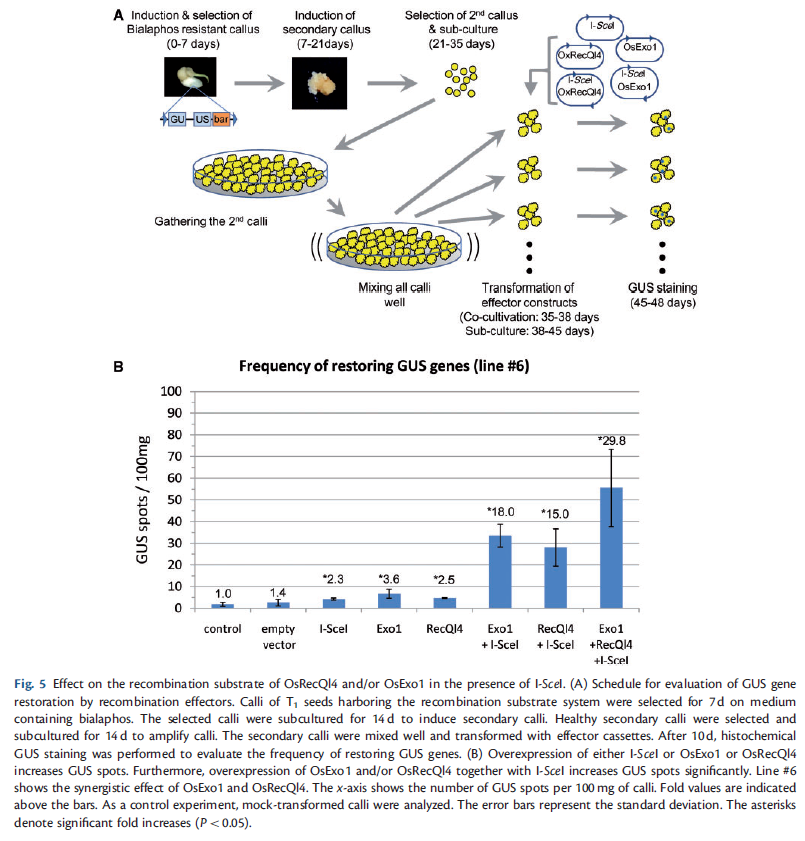 A
Induction & selection of
Bialaphos resistant callus
(0-7 days)
Induction of
secondary callus
(7-21days)
Selection of 2nd callus
& sub-culture
(21-35 days)
I-SceI
OxRecQl4
OsExo1
I-SceI
OxRecQl4
I-SceI
OsExo1
GU US bar
Gathering the 2nd calli
Mixing all calli
well
Transformation of
effector constructs
(Co-cultivation: 35-38 days
Sub-culture: 38-45 days)
GUS staining
(45-48 days)
B
Frequency of restoring GUS genes (line #6)
GUS spots / 100mg
100
90
80
70
60
50
40
30
20
10
0
1.0
1.4
*2.3
*3.6
*2.5
*18.0
*15.0
*29.8
control
empty
vector
I-SceI
Exo1
RecQl4
Exo1
+ I-SceI
RecQl4
+ I-SceI
Exo1
+RecQl4
+I-SceI
Fig. 5 Effect on the recombination substrate of OsRecQl4 and/or OsExo1 in the presence of I-SceI. (A) Schedule for evaluation of GUS gene
restoration by recombination effectors. Calli of T1 seeds harboring the recombination substrate system were selected for 7 d on medium
containing bialaphos. The selected calli were subcultured for 14 d to induce secondary calli. Healthy secondary calli were selected and
subcultured for 14 d to amplify calli. The secondary calli were mixed well and transformed with effector cassettes. After 10 d, histochemical
GUS staining was performed to evaluate the frequency of restoring GUS genes. (B) Overexpression of either I-SceI or OsExo1 or OsRecQl4
increases GUS spots. Furthermore, overexpression of OsExo1 and/or OsRecQl4 together with I-SceI increases GUS spots significantly. Line #6
shows the synergistic effect of OsExo1 and OsRecQl4. The x-axis shows the number of GUS spots per 100 mg of calli. Fold values are indicated
above the bars. As a control experiment, mock-transformed calli were analyzed. The error bars represent the standard deviation. The asterisks
denote significant fold increases (P < 0.05).